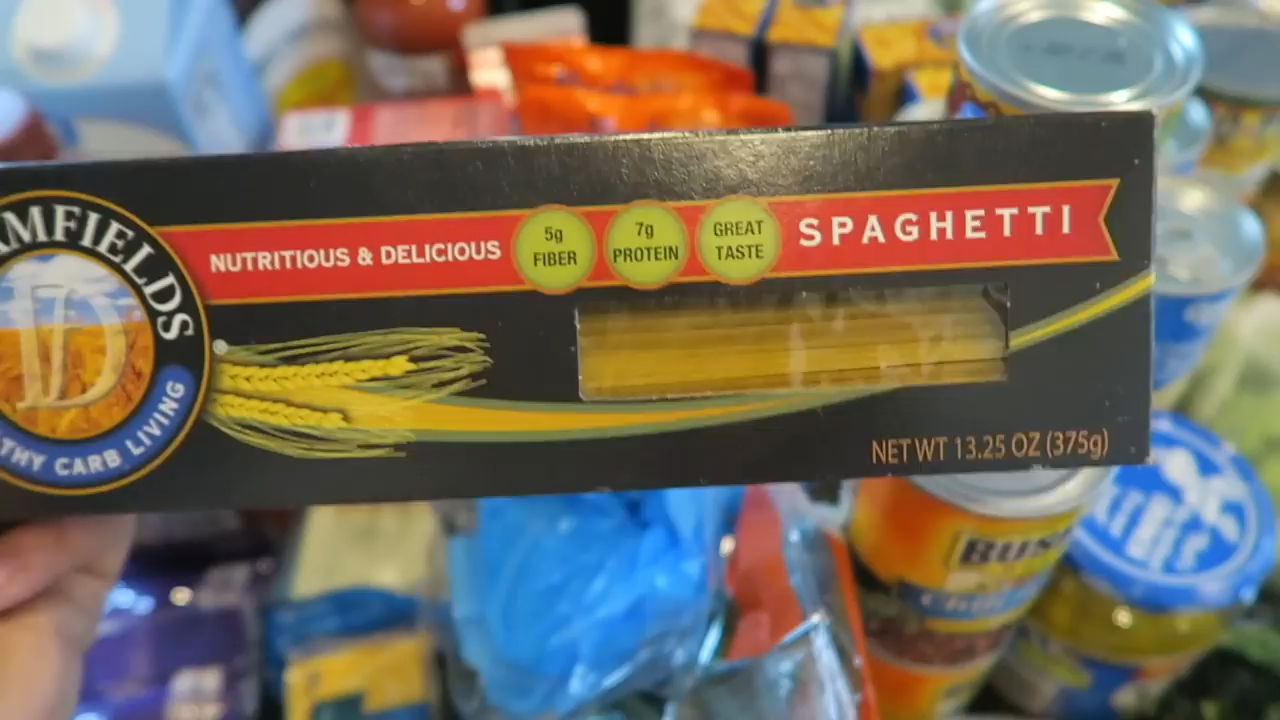 AMFIELDS
THY CARB LIVING
NUTRITIOUS & DELICIOUS
5g
FIBER
7g
PROTEIN
GREAT
TASTE
SPAGHETTI
NET WT 13.25 OZ (375g)
BUS